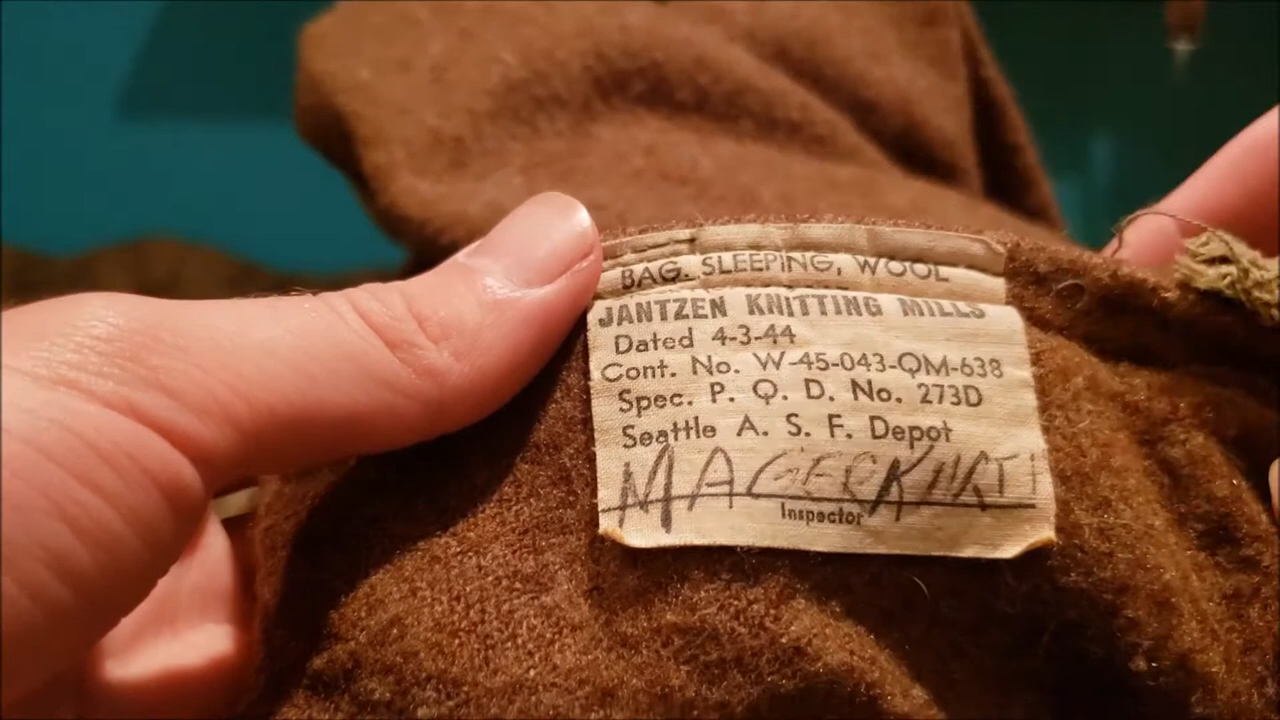 BAG. SLEEPING, WOOL
JANTZEN KNITTING MILLS
Dated 4-3-44
Cont. No. W-45-043-QM-638
Spec. P. Q. D. No. 273D
Seattle A. S. F. Depot
Inspector